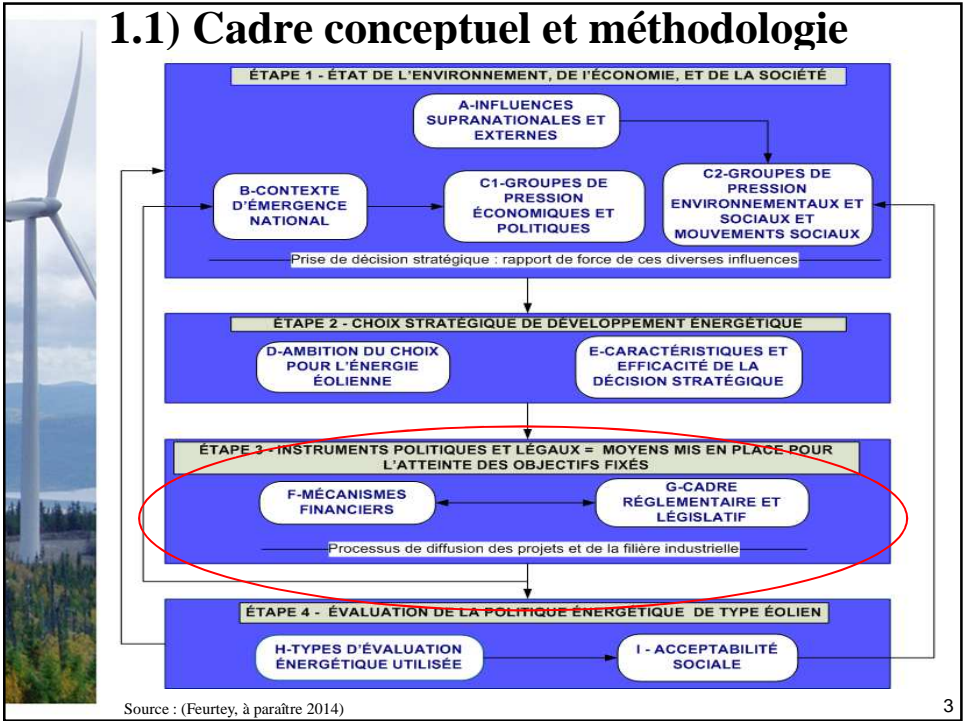 1.1) Cadre conceptuel et méthodologie
ÉTAPE 1 - ÉTAT DE L'ENVIRONNEMENT, DE l'ÉCONOMIE, ET DE LA SOCIÉTÉ
A-INFLUENCES
SUPRANATIONALES ET
EXTERNES
B-CONTEXTE
D'ÉMERGENCE
NATIONAL
C1-GROUPES DE
PRESSION
ÉCONOMIQUES ET
POLITIQUES
C2-GROUPES DE
PRESSION
ENVIRONNEMENTAUX ET
SOCIAUX ET
MOUVEMENTS SOCIAUX
Prise de décision stratégique : rapport de force de ces diverses influences
ÉTAPE 2 - CHOIX STRATÉGIQUE DE DÉVELOPPEMENT ÉNERGÉTIQUE
D-AMBITION DU CHOIX
POUR L'ÉNERGIE
ÉOLIENNE
E-CARACTÉRISTIQUES ET
EFFICACITÉ DE LA
DÉCISION STRATÉGIQUE
ÉTAPE 3 - INSTRUMENTS POLITIQUES ET LÉGAUX = MOYENS MIS EN PLACE POUR
L'ATTEINTE DES OBJECTIFS FIXÉS
F-MÉCANISMES
FINANCIERS
G-CADRE
RÉGLEMENTAIRE ET
LÉGISLATIF
Processus de diffusion des projets et de la filière industrielle
ÉTAPE 4 - ÉVALUATION DE LA POLITIQUE ÉNERGÉTIQUE DE TYPE ÉOLIEN
H-TYPES D'ÉVALUATION
ÉNERGÉTIQUE UTILISÉE
I - ACCEPTABILITÉ
SOCIALE
Source : (Feurtey, à paraître 2014)
3